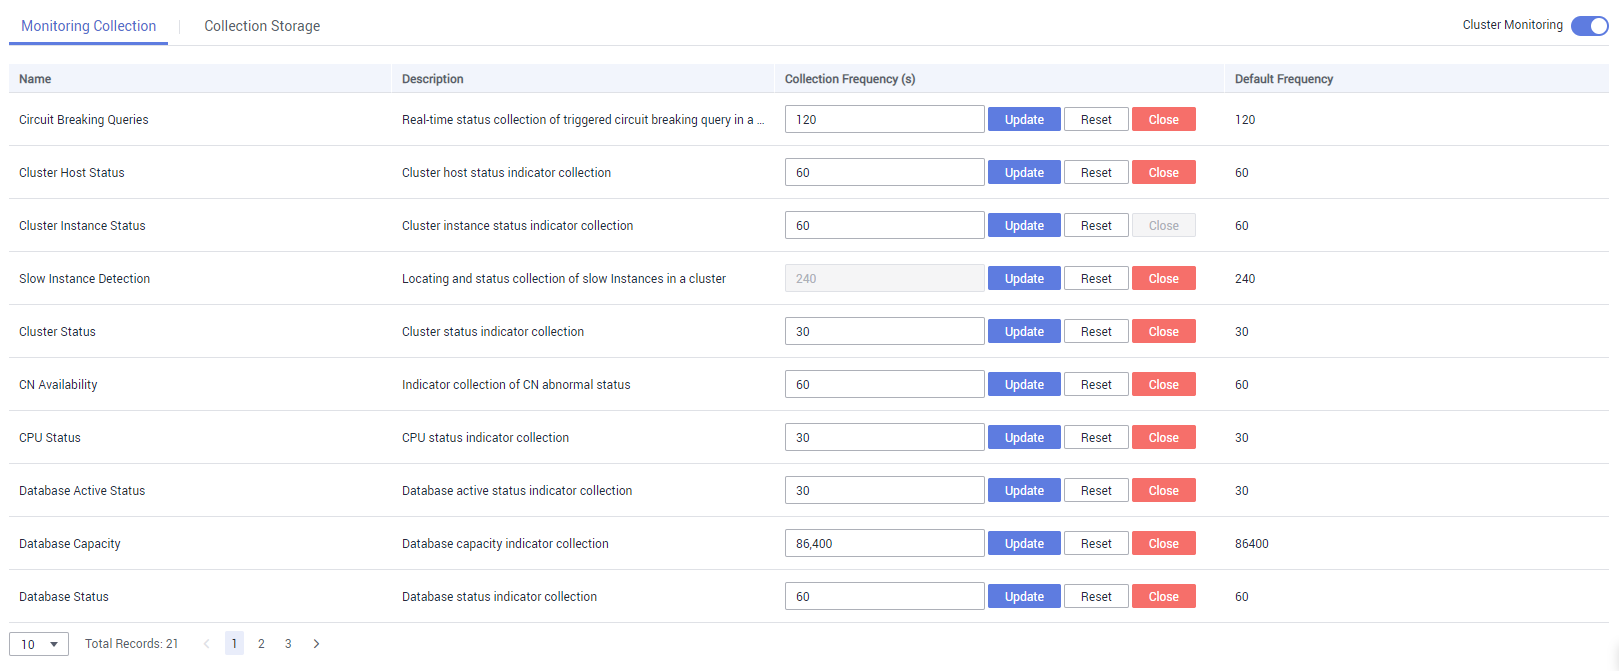 Monitoring Collection | Collection Storage Cluster Monitoring
Name Description Collection Frequency (s) Default Frequency
Circuit Breaking Queries Real-time status collection of triggered circuit breaking query in a ... 120 Update Reset Close 120
Cluster Host Status Cluster host status indicator collection 60 Update Reset Close 60
Cluster Instance Status Cluster instance status indicator collection 60 Update Reset Close 60
Slow Instance Detection Locating and status collection of slow Instances in a cluster 240 Update Reset Close 240
Cluster Status Cluster status indicator collection 30 Update Reset Close 30
CN Availability Indicator collection of CN abnormal status 60 Update Reset Close 60
CPU Status CPU status indicator collection 30 Update Reset Close 30
Database Active Status Database active status indicator collection 30 Update Reset Close 30
Database Capacity Database capacity indicator collection 86,400 Update Reset Close 86400
Database Status Database status indicator collection 60 Update Reset Close 60
10 Total Records: 21 < 1 2 3 >